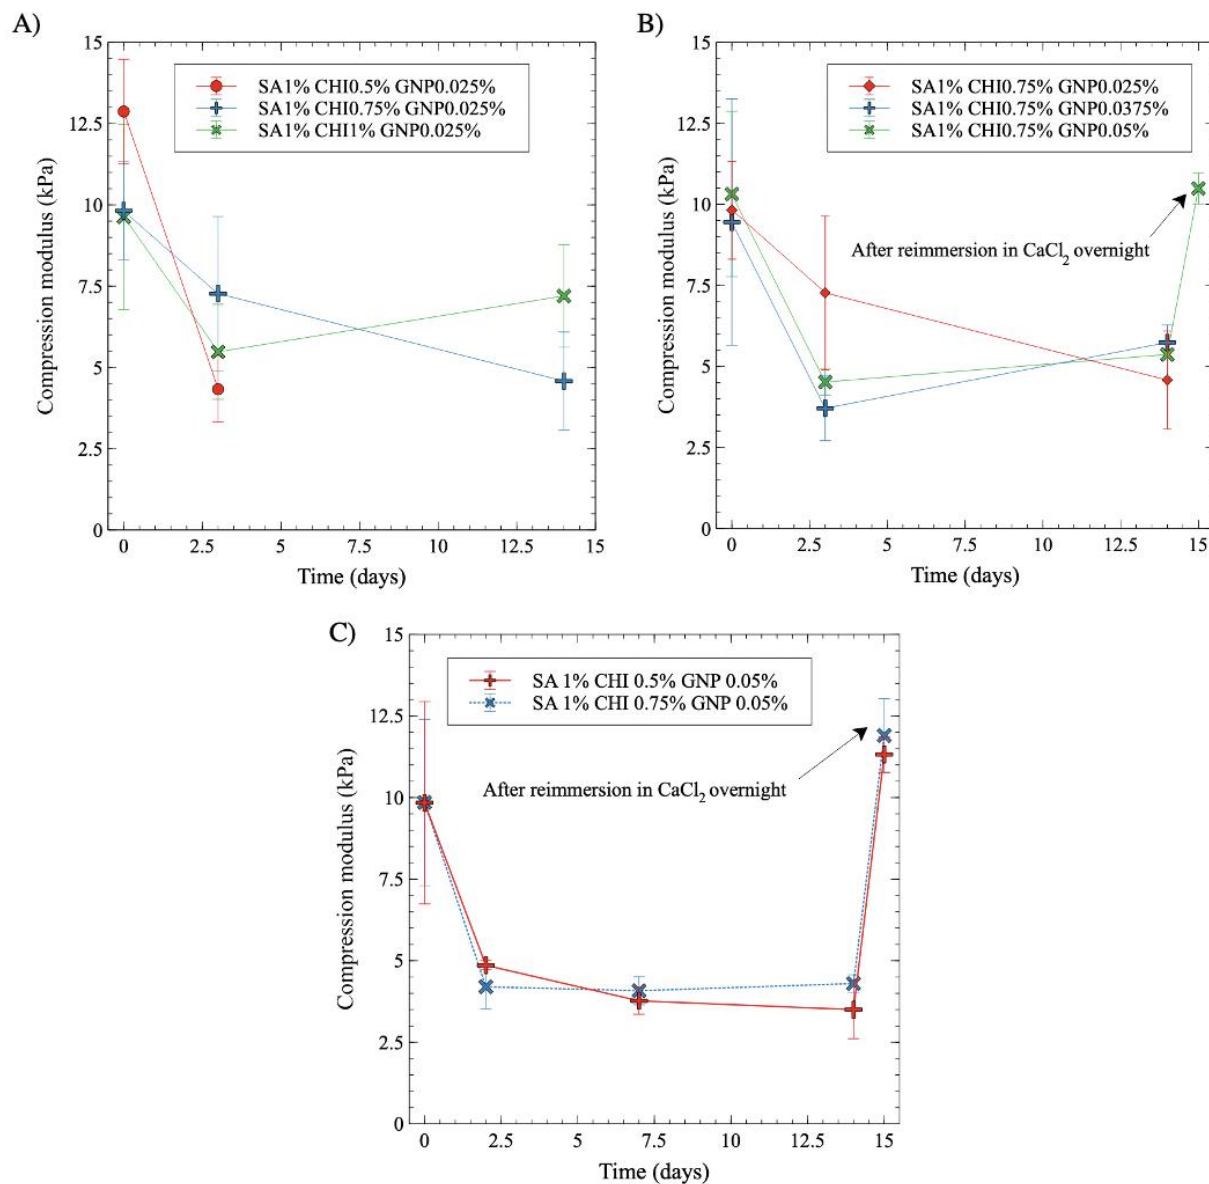 A)
15
12.5
10
7.5
5
2.5
0
Compression modulus (kPa)
SA1% CHI0.5% GNP0.025%
SA1% CHI0.75% GNP0.025%
SA1% CHI1% GNP0.025%
0 2.5 5 7.5 10 12.5 15
Time (days)
B)
15
12.5
10
7.5
5
2.5
0
Compression modulus (kPa)
SA1% CHI0.75% GNP0.025%
SA1% CHI0.75% GNP0.0375%
SA1% CHI0.75% GNP0.05%
After reimmersion in CaCl2 overnight
0 2.5 5 7.5 10 12.5 15
Time (days)
C)
15
12.5
10
7.5
5
2.5
0
Compression modulus (kPa)
SA 1% CHI 0.5% GNP 0.05%
SA 1% CHI 0.75% GNP 0.05%
After reimmersion in CaCl2 overnight
0 2.5 5 7.5 10 12.5 15
Time (days)